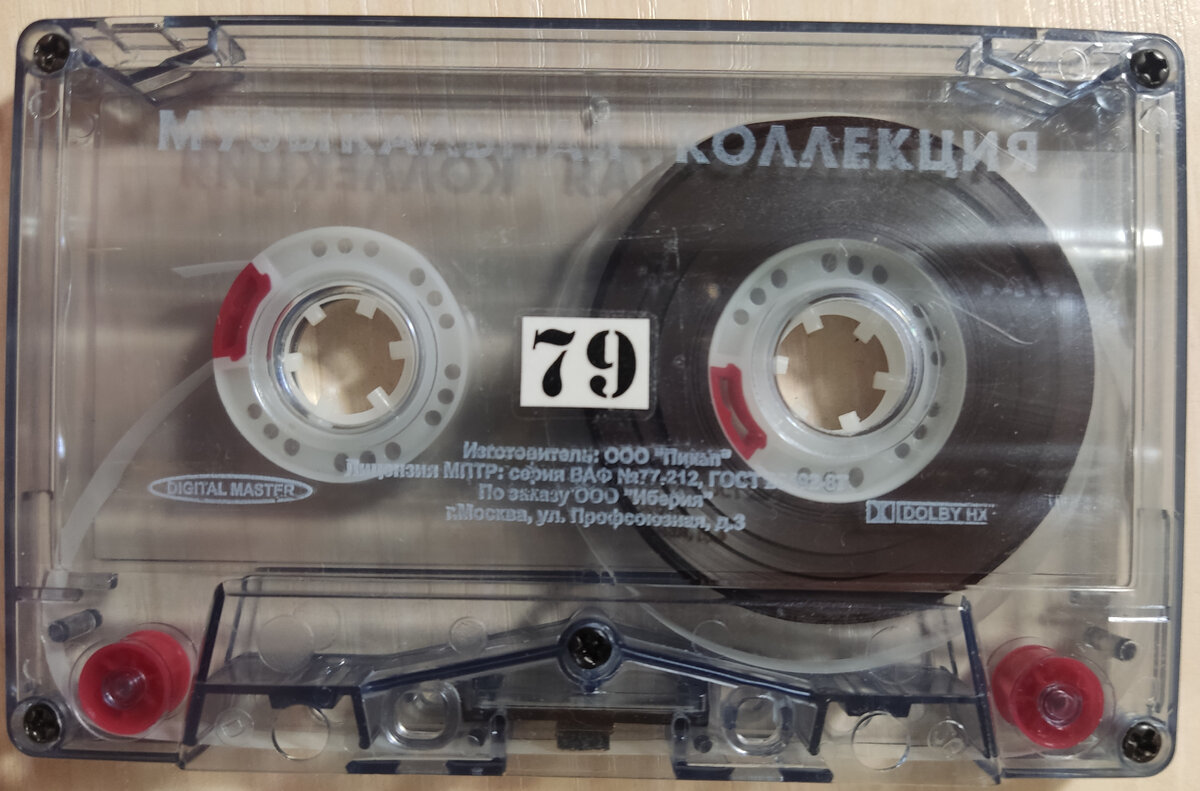 МУЗЫКАЛЬНАЯ КОЛЛЕКЦИЯ
79
Изготовитель: ООО "Пикап"
Лицензия МПТР: серия ВАФ №77-212, ГОСТ
По заказу ООО "Иберия"
г.Москва, ул. Профсоюзная, д.3
DIGITAL MASTER
DOLBY HX